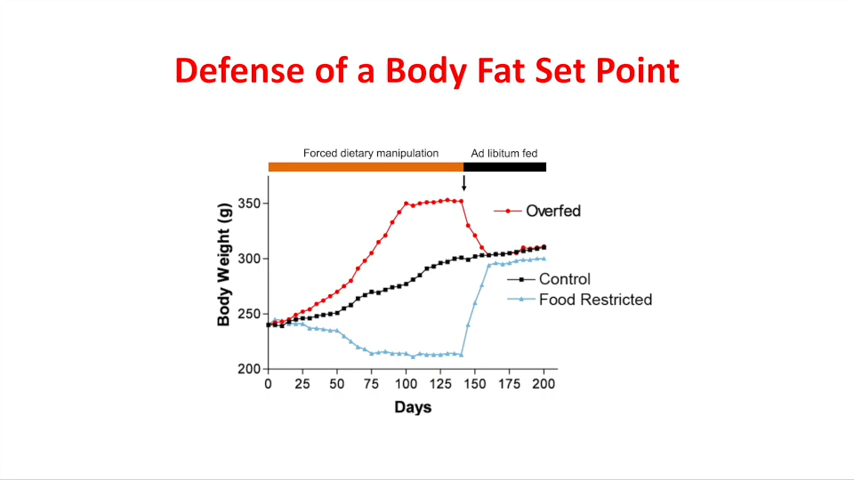 Defense of a Body Fat Set Point
Forced dietary manipulation
Ad libitum fed
350
300
250
200
Body Weight (g)
Overfed
Control
Food Restricted
0 25 50 75 100 125 150 175 200
Days